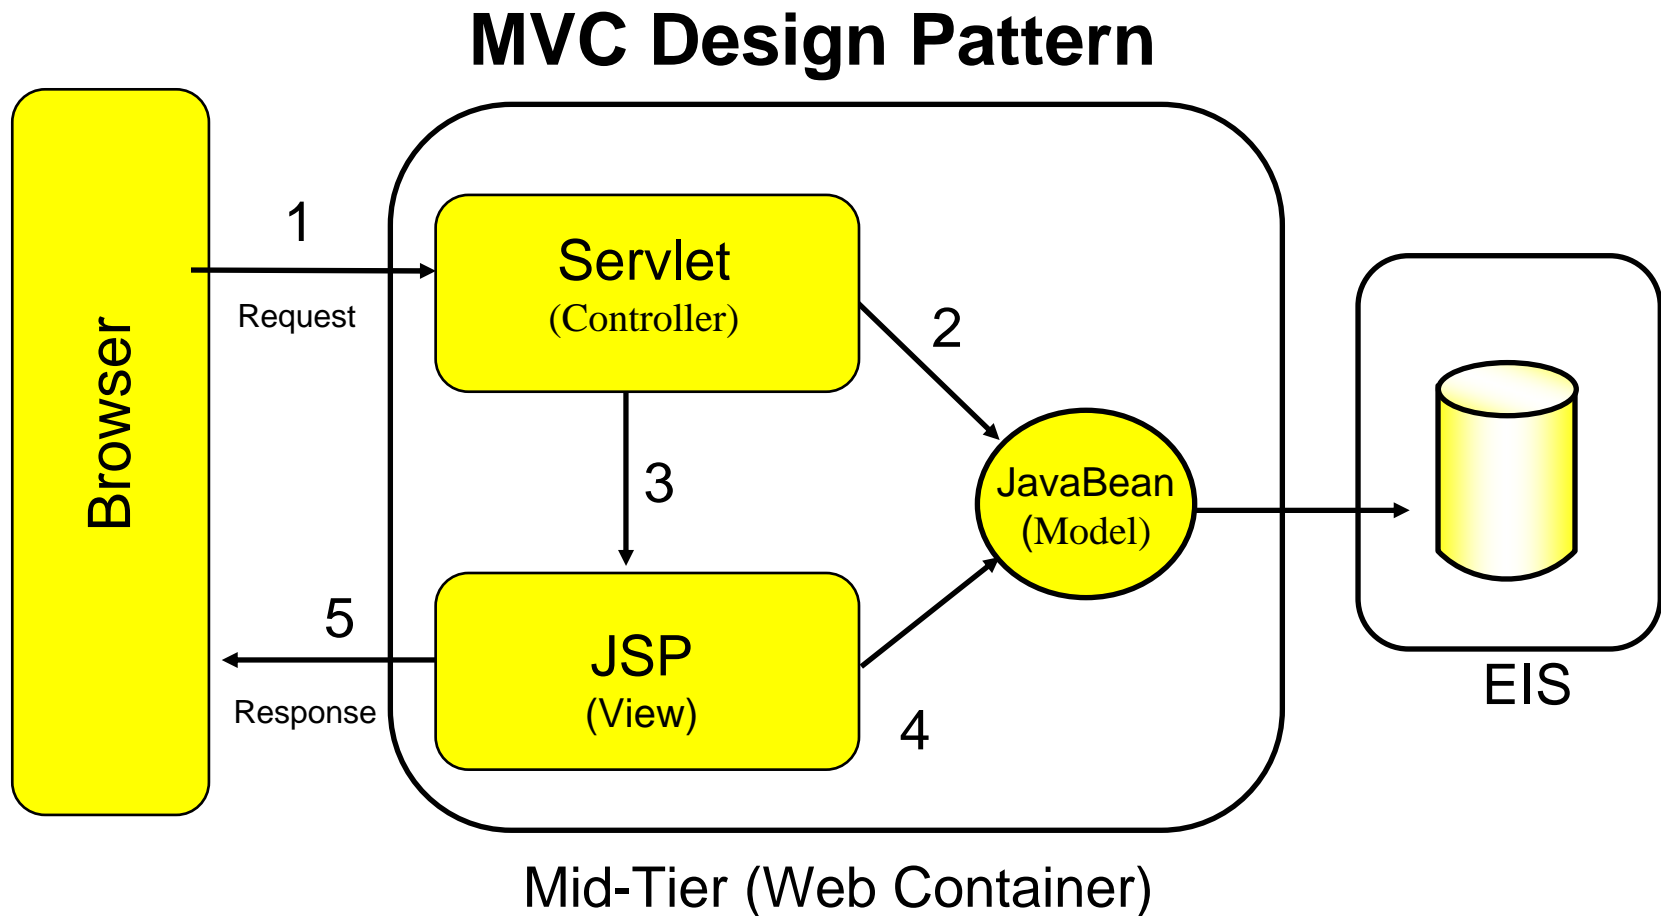 MVC Design Pattern
Browser
1
Request
Servlet
(Controller)
2
3
JavaBean
(Model)
5
Response
JSP
(View)
4
EIS
Mid-Tier (Web Container)